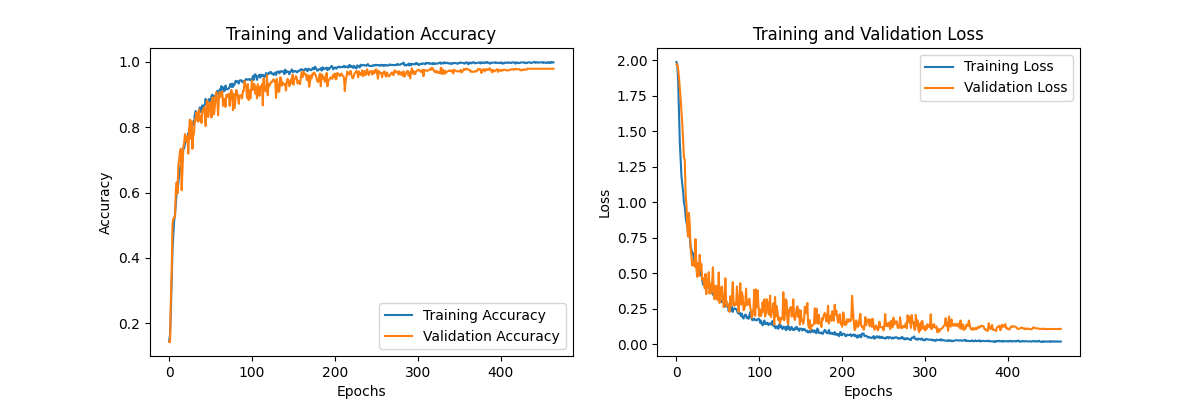 Training and Validation Accuracy
1.0
0.8
0.6
0.4
0.2
Accuracy
0
100
200
300
400
Epochs
Training Accuracy
Validation Accuracy
Training and Validation Loss
2.00
1.75
1.50
1.25
1.00
0.75
0.50
0.25
0.00
Loss
0
100
200
300
400
Epochs
Training Loss
Validation Loss